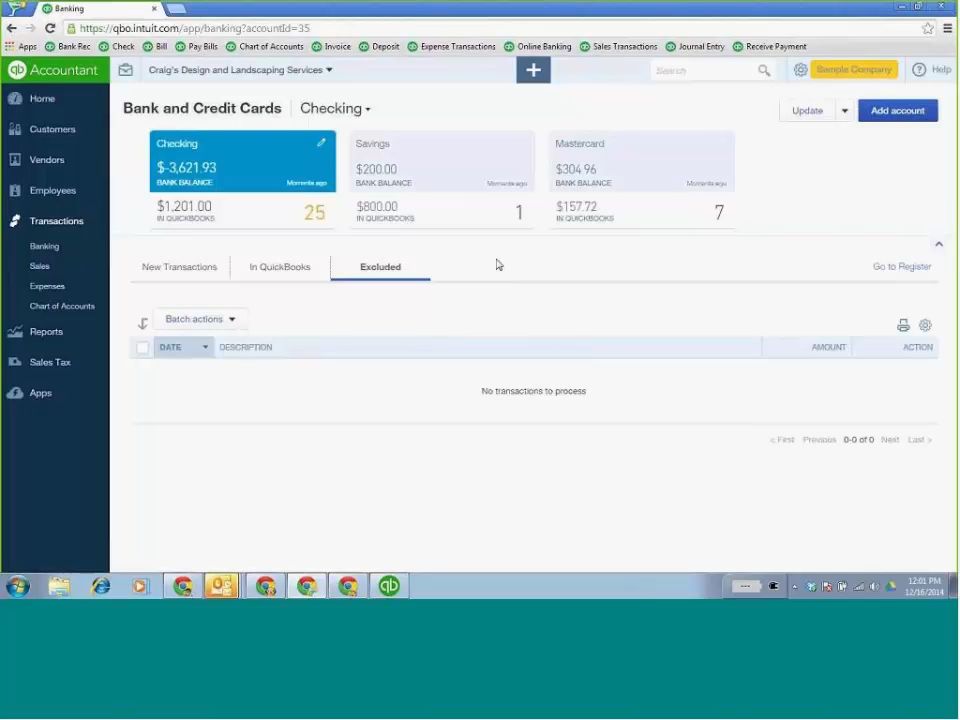 Banking
https://qbo.intuit.com/app/banking?accountId=35
Apps Bank Rec Check Bill Pay Bills Chart of Accounts Invoice Deposit Expense Transactions Online Banking Sales Transactions Journal Entry Receive Payment
qb Accountant Craig's Design and Landscaping Services + Search Sample Company ? Help
Home
Customers
Vendors
Employees
Transactions
Banking
Sales
Expenses
Chart of Accounts
Reports
Sales Tax
Apps
Bank and Credit Cards Checking
Update Add account
Checking
$-3,621.93
BANK BALANCE Moments ago
$1,201.00
IN QUICKBOOKS 25
Savings
$200.00
BANK BALANCE Moments ago
$800.00
IN QUICKBOOKS 1
Mastercard
$304.96
BANK BALANCE Moments ago
$157.72
IN QUICKBOOKS 7
New Transactions In QuickBooks Excluded Go to Register
Batch actions
DATE DESCRIPTION AMOUNT ACTION
No transactions to process
< First Previous 0-0 of 0 Next Last >
qb
12:01 PM
12/16/2014